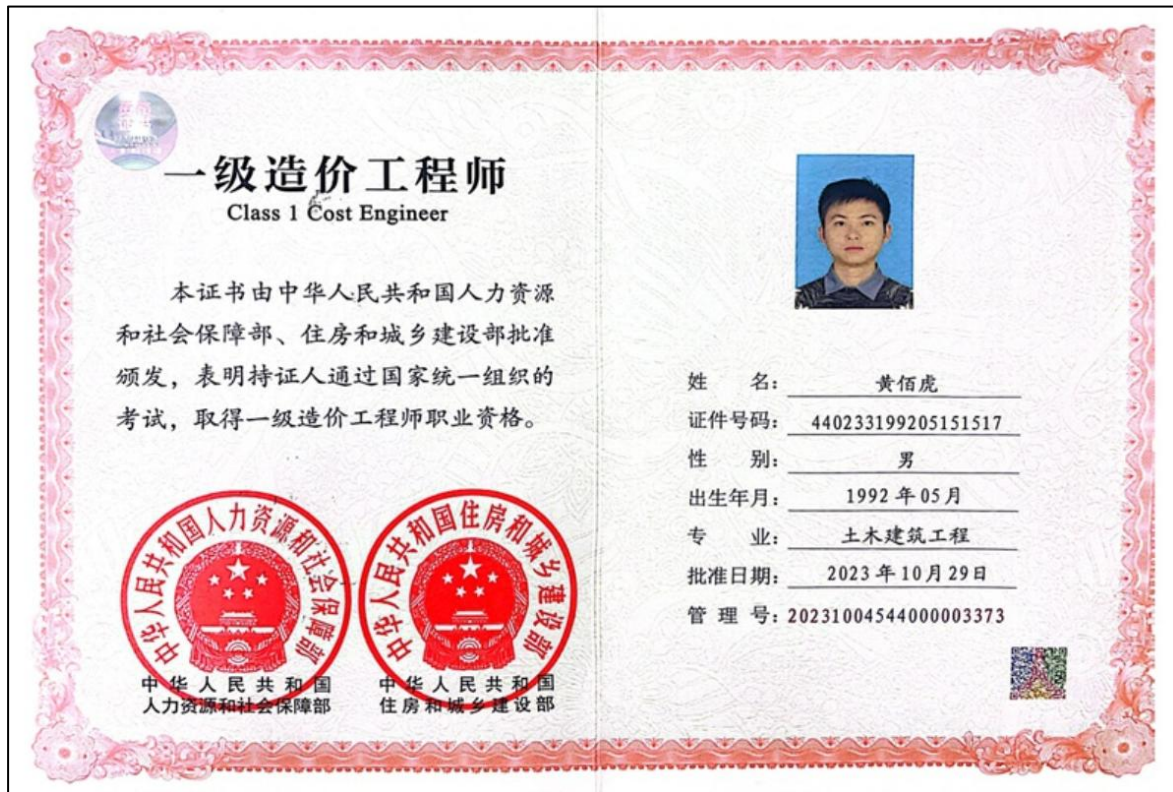 一级造价工程师
Class 1 Cost Engineer
本证书由中华人民共和国人力资源
和社会保障部、住房和城乡建设部批准
颁发，表明持证人通过国家统一组织的
考试，取得一级造价工程师职业资格。
中华人民共和国人力资源和社会保障部
中华人民共和国住房和城乡建设部
中华人民共和国
人力资源和社会保障部
中华人民共和国
住房和城乡建设部
姓 名：黄佰虎
证件号码：440233199205151517
性 别：男
出生年月：1992年05月
专 业：土木建筑工程
批准日期：2023年10月29日
管 理 号：20231004544000003373